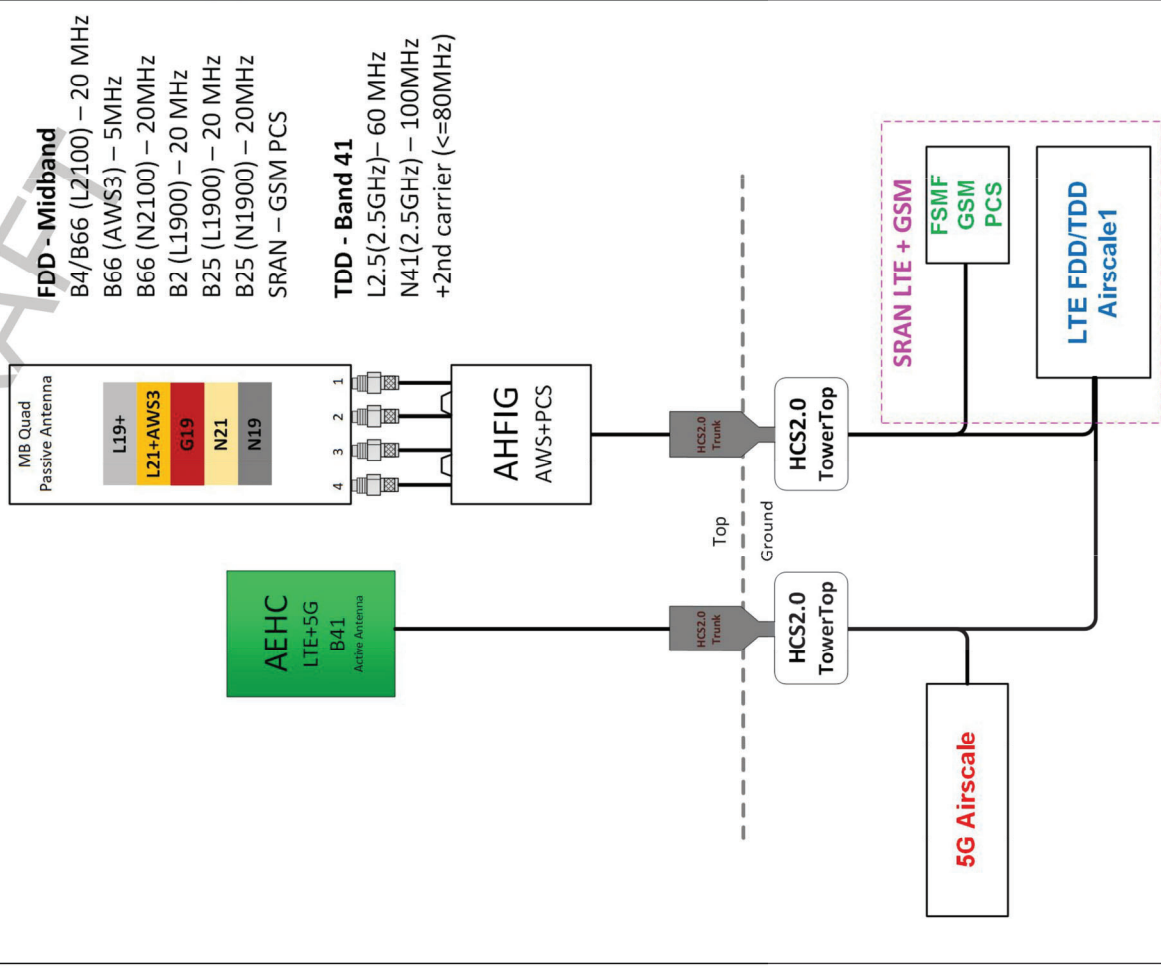 AFT
FDD - Midband
B4/B66 (L2100) – 20 MHz
B66 (AWS3) – 5MHz
B66 (N2100) – 20MHz
B2 (L1900) – 20 MHz
B25 (L1900) – 20 MHz
B25 (N1900) – 20MHz
SRAN – GSM PCS
TDD - Band 41
L2.5(2.5GHz)– 60 MHz
N41(2.5GHz) – 100MHz
+2nd carrier (<=80MHz)
MB Quad
Passive Antenna
L19+
L21+AWS3
G19
N21
N19
4
3
2
1
AHFIG
AWS+PCS
AEHC
LTE+5G
B41
Active Antenna
HCS2.0
Trunk
HCS2.0
Trunk
Top
Ground
HCS2.0
TowerTop
HCS2.0
TowerTop
SRAN LTE + GSM
FSMF
GSM
PCS
5G Airscale
LTE FDD/TDD
Airscale1